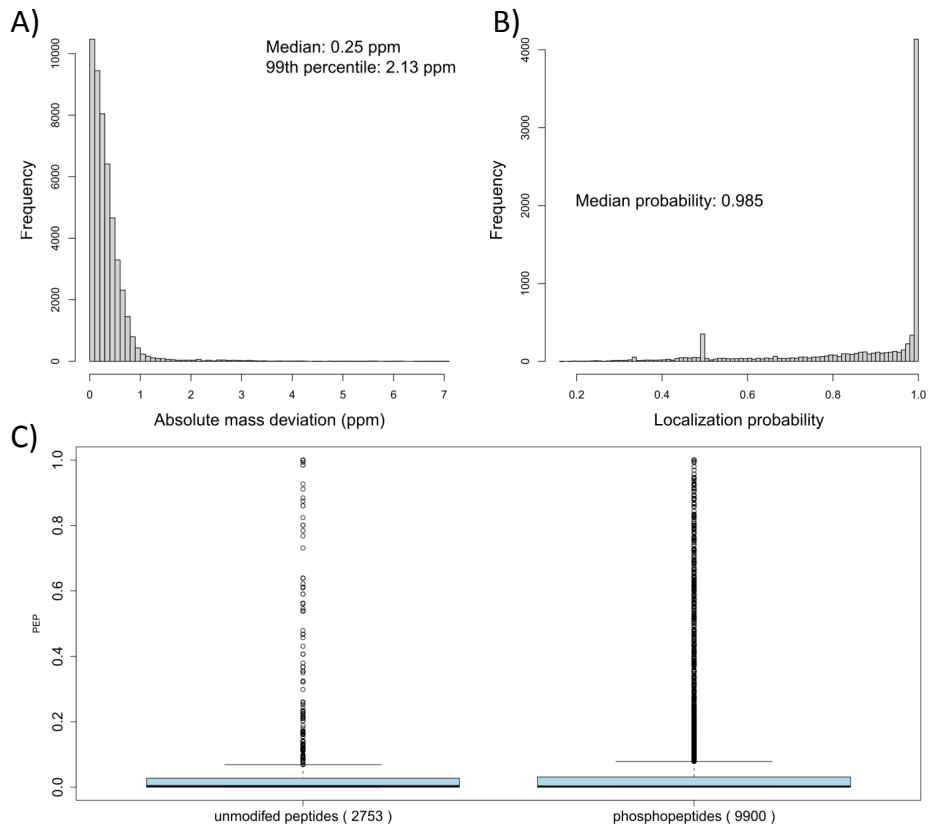 A)
Median: 0.25 ppm
99th percentile: 2.13 ppm
Frequency
0 2000 4000 6000 8000 10000
0 1 2 3 4 5 6 7
Absolute mass deviation (ppm)
B)
Median probability: 0.985
Frequency
0 1000 2000 3000 4000
0.2 0.4 0.6 0.8 1.0
Localization probability
C)
PEP
0.0 0.2 0.4 0.6 0.8 1.0
unmodifed peptides ( 2753 )
phosphopeptides ( 9900 )